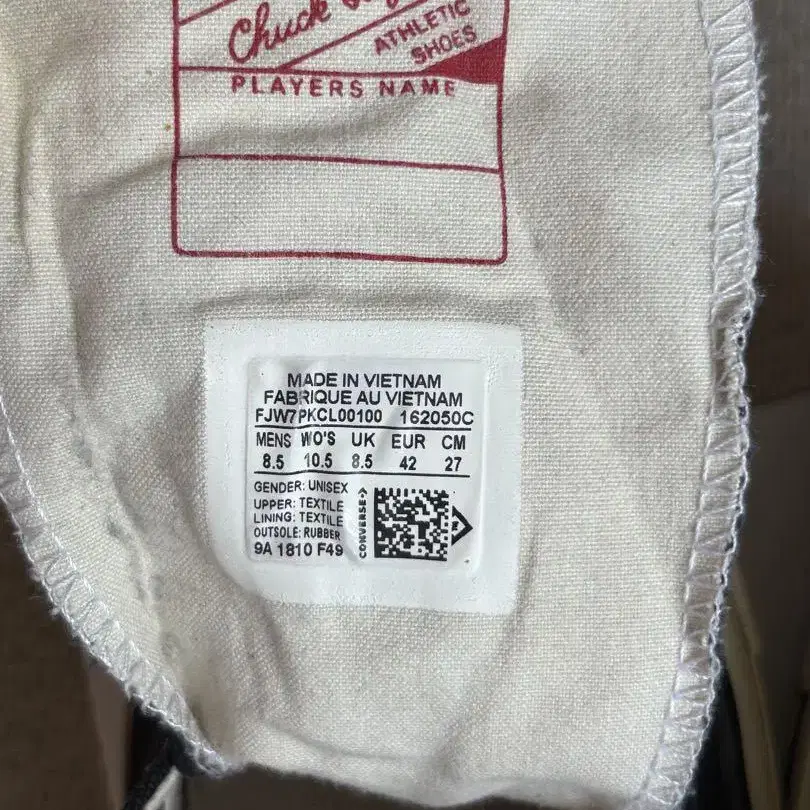 Chuck
ATHLETIC
SHOES
PLAYERS NAME
MADE IN VIETNAM
FABRIQUE AU VIETNAM
FJW7PKCL00100 162050C
MENS WO'S UK EUR CM
8.5 10.5 8.5 42 27
GENDER: UNISEX
UPPER: TEXTILE
LINING: TEXTILE
OUTSOLE: RUBBER
9A 1810 F49
CONVERSE